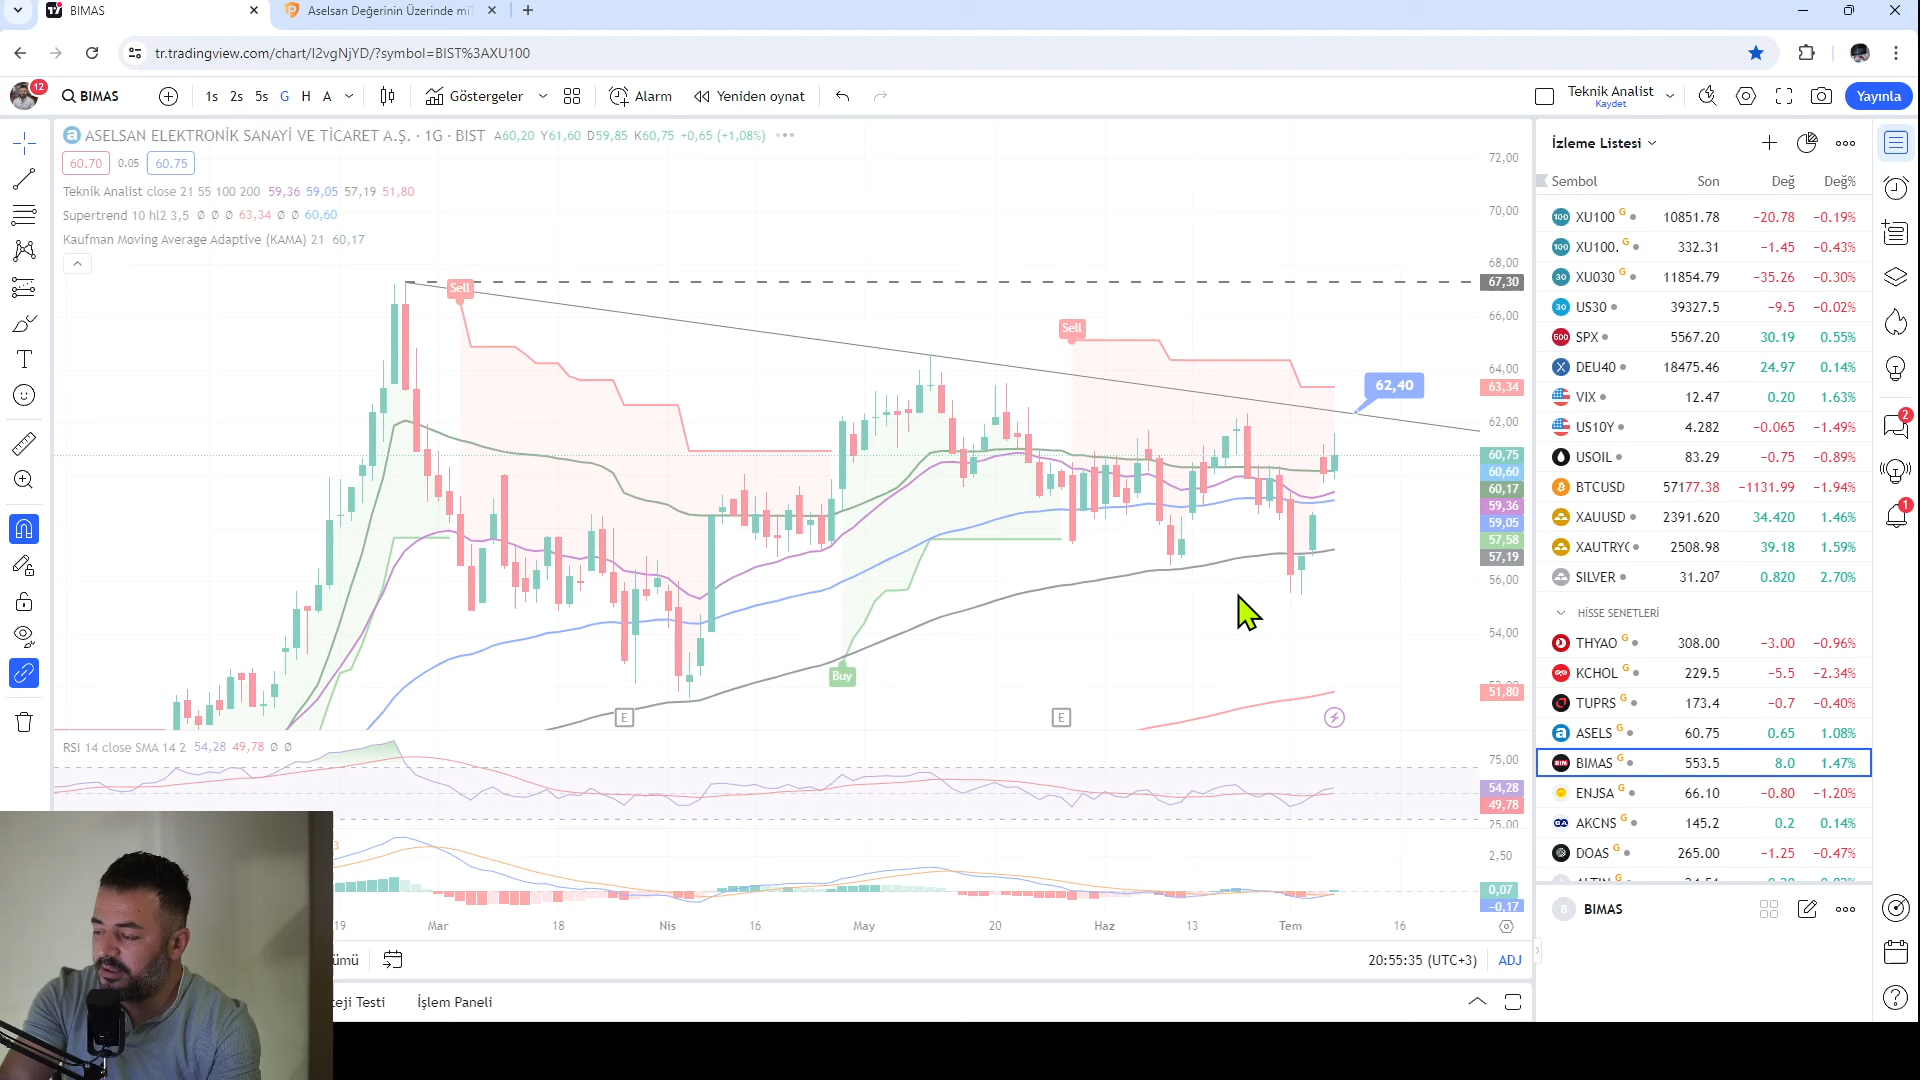 BIMAS
Aselsan Değerinin Üzerinde mi?
tr.tradingview.com/chart/I2vgNjYD/?symbol=BIST%3AXU100
12
BIMAS
1s 2s 5s G H A
Göstergeler
Alarm
Yeniden oynat
Teknik Analist
Kaydet
Yayınla
ASELSAN ELEKTRONİK SANAYİ VE TİCARET A.Ş. · 1G · BIST A60,20 Y61,60 D59,85 K60,75 +0,65 (+1,08%)
60.70 0.05 60.75
Teknik Analist close 21 55 100 200 59,36 59,05 57,19 51,80
Supertrend 10 hl2 3,5 ∅ ∅ ∅ 63,34 ∅ ∅ 60,60
Kaufman Moving Average Adaptive (KAMA) 21 60,17
Sell
Sell
Buy
62,40
E
E
72,00
70,00
68,00
67,30
66,00
64,00
63,34
62,00
60,75
60,60
60,17
59,36
59,05
57,58
57,19
56,00
54,00
51,80
RSI 14 close SMA 14 2 54,28 49,78 ∅ ∅
75,00
54,28
49,78
25,00
3
2,50
0,07
−0,17
19 Mar 18 Nis 16 May 20 Haz 13 Tem 16
ümü
20:55:35 (UTC+3) ADJ
eji Testi İşlem Paneli
İzleme Listesi
Sembol Son Değ Değ%
XU100 G 10851.78 −20.78 −0.19%
XU100. G 332.31 −1.45 −0.43%
XU030 G 11854.79 −35.26 −0.30%
US30 39327.5 −9.5 −0.02%
SPX 5567.20 30.19 0.55%
DEU40 18475.46 24.97 0.14%
VIX 12.47 0.20 1.63%
US10Y 4.282 −0.065 −1.49%
USOIL 83.29 −0.75 −0.89%
BTCUSD 57177.38 −1131.99 −1.94%
XAUUSD 2391.620 34.420 1.46%
XAUTRY 2508.98 39.18 1.59%
SILVER 31.207 0.820 2.70%
HİSSE SENETLERİ
THYAO G 308.00 −3.00 −0.96%
KCHOL G 229.5 −5.5 −2.34%
TUPRS G 173.4 −0.7 −0.40%
ASELS G 60.75 0.65 1.08%
BIMAS G 553.5 8.0 1.47%
ENJSA G 66.10 −0.80 −1.20%
AKCNS G 145.2 0.2 0.14%
DOAS G 265.00 −1.25 −0.47%
B BIMAS
2
1